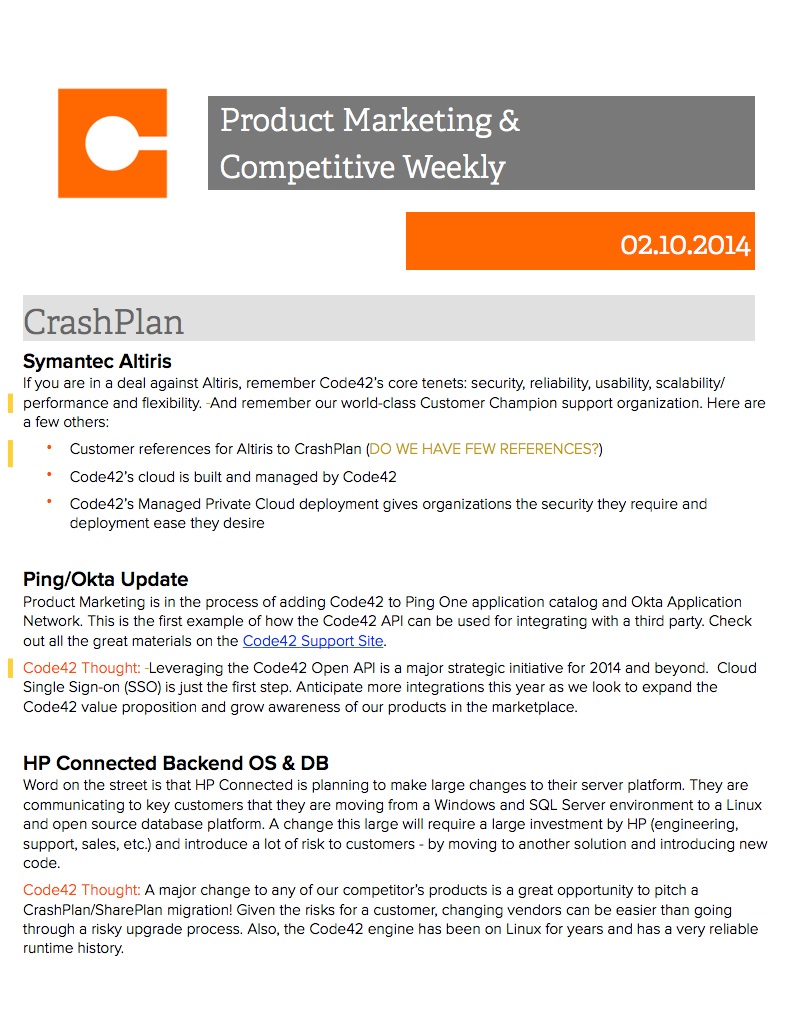 Product Marketing &
Competitive Weekly
02.10.2014
CrashPlan
Symantec Altiris
If you are in a deal against Altiris, remember Code42’s core tenets: security, reliability, usability, scalability/
performance and flexibility. -And remember our world-class Customer Champion support organization. Here are
a few others:
• Customer references for Altiris to CrashPlan (DO WE HAVE FEW REFERENCES?)
• Code42’s cloud is built and managed by Code42
• Code42’s Managed Private Cloud deployment gives organizations the security they require and
deployment ease they desire
Ping/Okta Update
Product Marketing is in the process of adding Code42 to Ping One application catalog and Okta Application
Network. This is the first example of how the Code42 API can be used for integrating with a third party. Check
out all the great materials on the Code42 Support Site.
Code42 Thought: -Leveraging the Code42 Open API is a major strategic initiative for 2014 and beyond.  Cloud
Single Sign-on (SSO) is just the first step. Anticipate more integrations this year as we look to expand the
Code42 value proposition and grow awareness of our products in the marketplace.
HP Connected Backend OS & DB
Word on the street is that HP Connected is planning to make large changes to their server platform. They are
communicating to key customers that they are moving from a Windows and SQL Server environment to a Linux
and open source database platform. A change this large will require a large investment by HP (engineering,
support, sales, etc.) and introduce a lot of risk to customers - by moving to another solution and introducing new
code.
Code42 Thought: A major change to any of our competitor’s products is a great opportunity to pitch a
CrashPlan/SharePlan migration! Given the risks for a customer, changing vendors can be easier than going
through a risky upgrade process. Also, the Code42 engine has been on Linux for years and has a very reliable
runtime history.